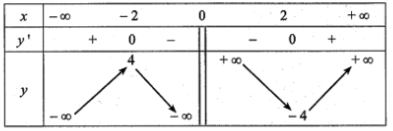 x −∞ −2 0 2 +∞
y' + 0 − − 0 +
4 +∞ +∞
y
−∞ −∞ −4